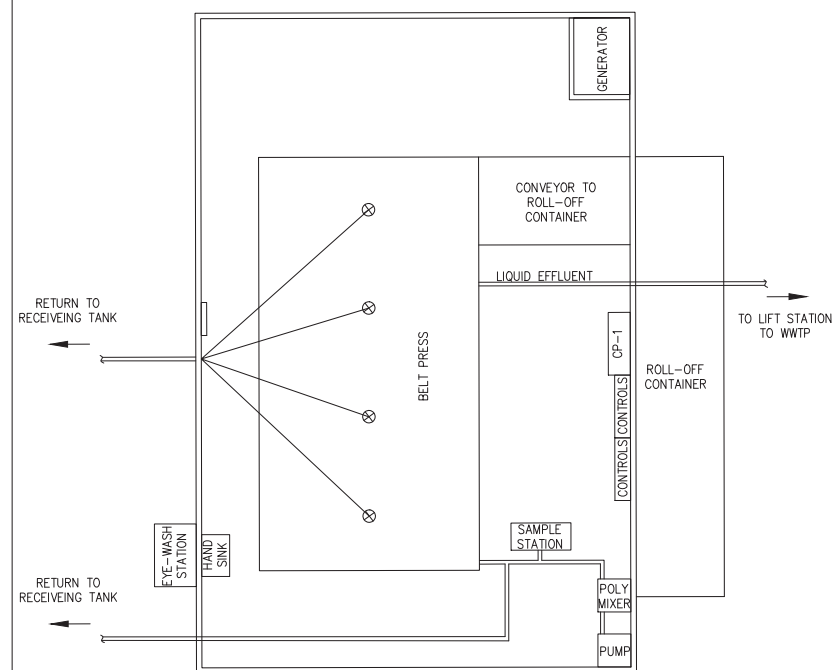 GENERATOR
CONVEYOR TO
ROLL-OFF
CONTAINER
LIQUID EFFLUENT
RETURN TO
RECEIVEING TANK
TO LIFT STATION
TO WWTP
CP-1
BELT PRESS
ROLL-OFF
CONTAINER
CONTROLS
CONTROLS
SAMPLE
STATION
EYE-WASH
STATION
HAND
SINK
RETURN TO
RECEIVEING TANK
POLY
MIXER
PUMP